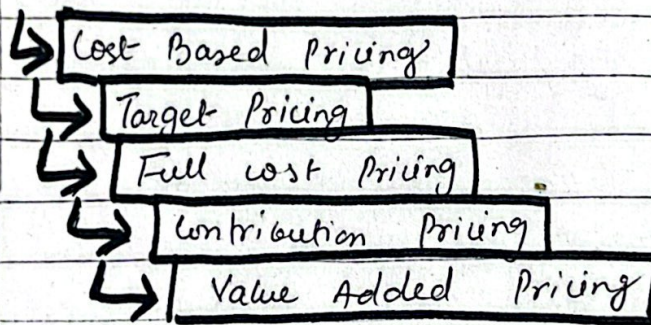 Cost Based Pricing
Target Pricing
Full cost Pricing
Contribution Pricing
Value Added Pricing